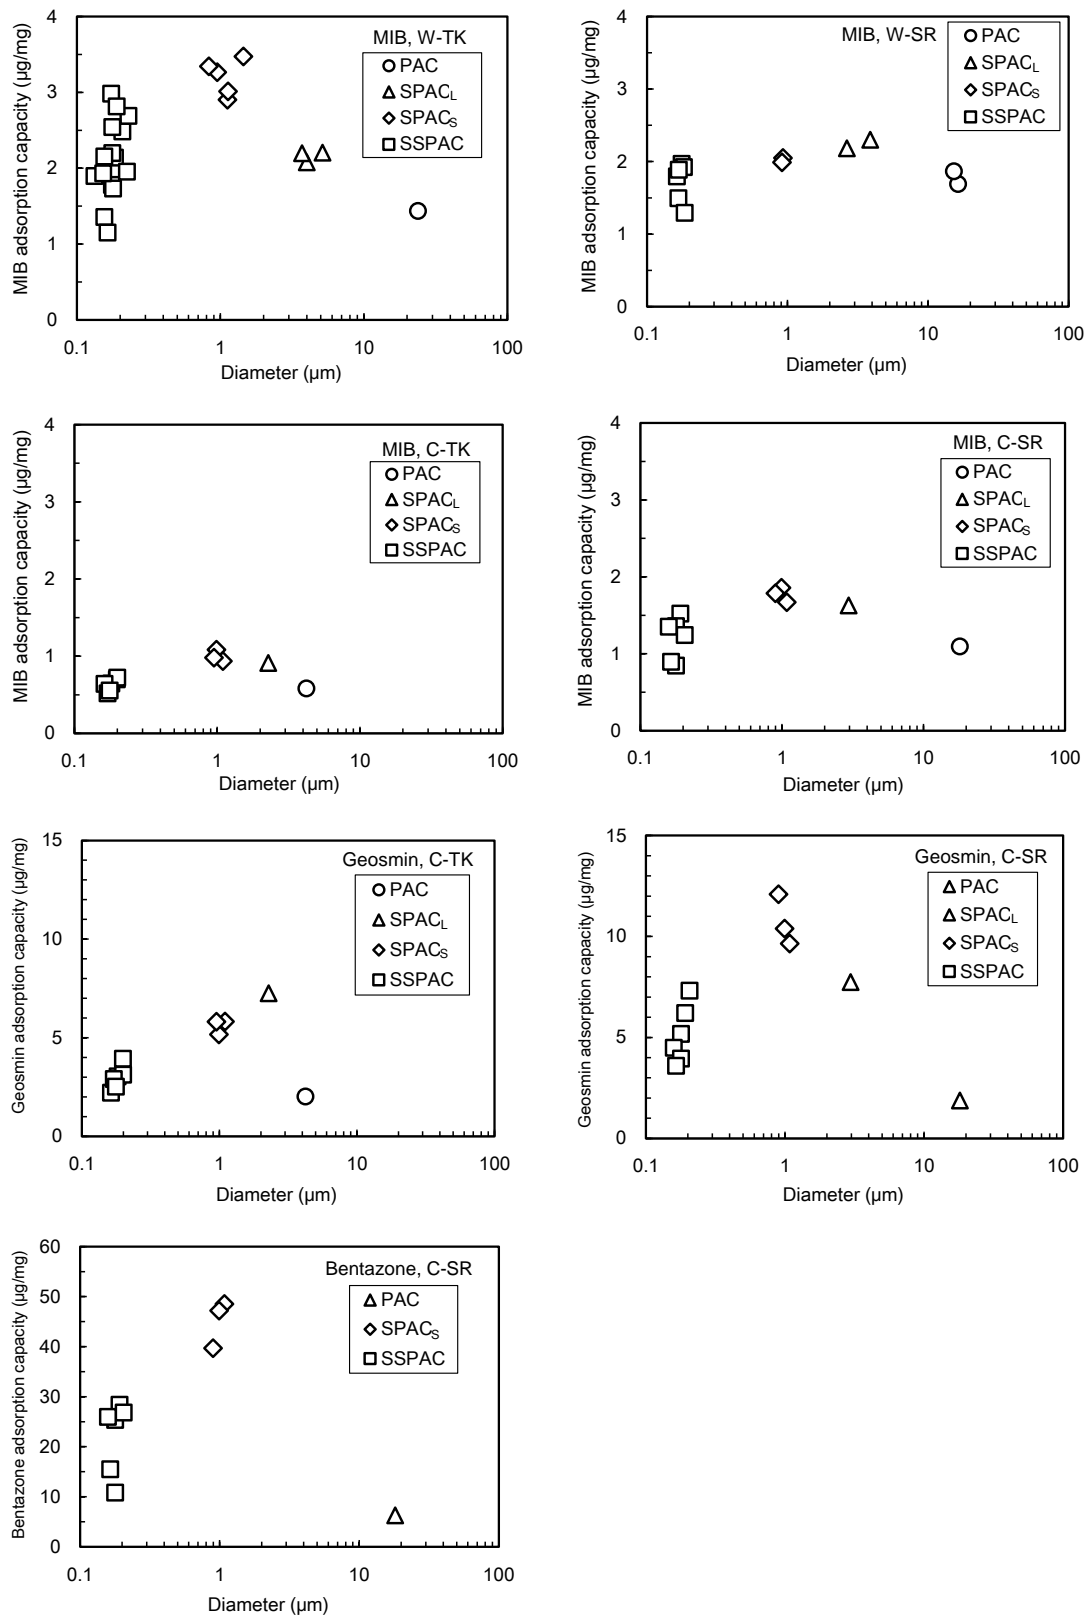 MIB adsorption capacity (µg/mg)
4
3
2
1
0
MIB, W-TK
PAC
SPACL
SPACS
SSPAC
0.1 1 10 100
Diameter (µm)
MIB adsorption capacity (µg/mg)
4
3
2
1
0
MIB, W-SR
PAC
SPACL
SPACS
SSPAC
0.1 1 10 100
Diameter (µm)
MIB adsorption capacity (µg/mg)
4
3
2
1
0
MIB, C-TK
PAC
SPACL
SPACS
SSPAC
0.1 1 10 100
Diameter (µm)
MIB adsorption capacity (µg/mg)
4
3
2
1
0
MIB, C-SR
PAC
SPACL
SPACS
SSPAC
0.1 1 10 100
Diameter (µm)
Geosmin adsorption capacity (µg/mg)
15
10
5
0
Geosmin, C-TK
PAC
SPACL
SPACS
SSPAC
0.1 1 10 100
Diameter (µm)
Geosmin adsorption capacity (µg/mg)
15
10
5
0
Geosmin, C-SR
PAC
SPACL
SPACS
SSPAC
0.1 1 10 100
Diameter (µm)
Bentazone adsorption capacity (µg/mg)
60
50
40
30
20
10
0
Bentazone, C-SR
PAC
SPACS
SSPAC
0.1 1 10 100
Diameter (µm)